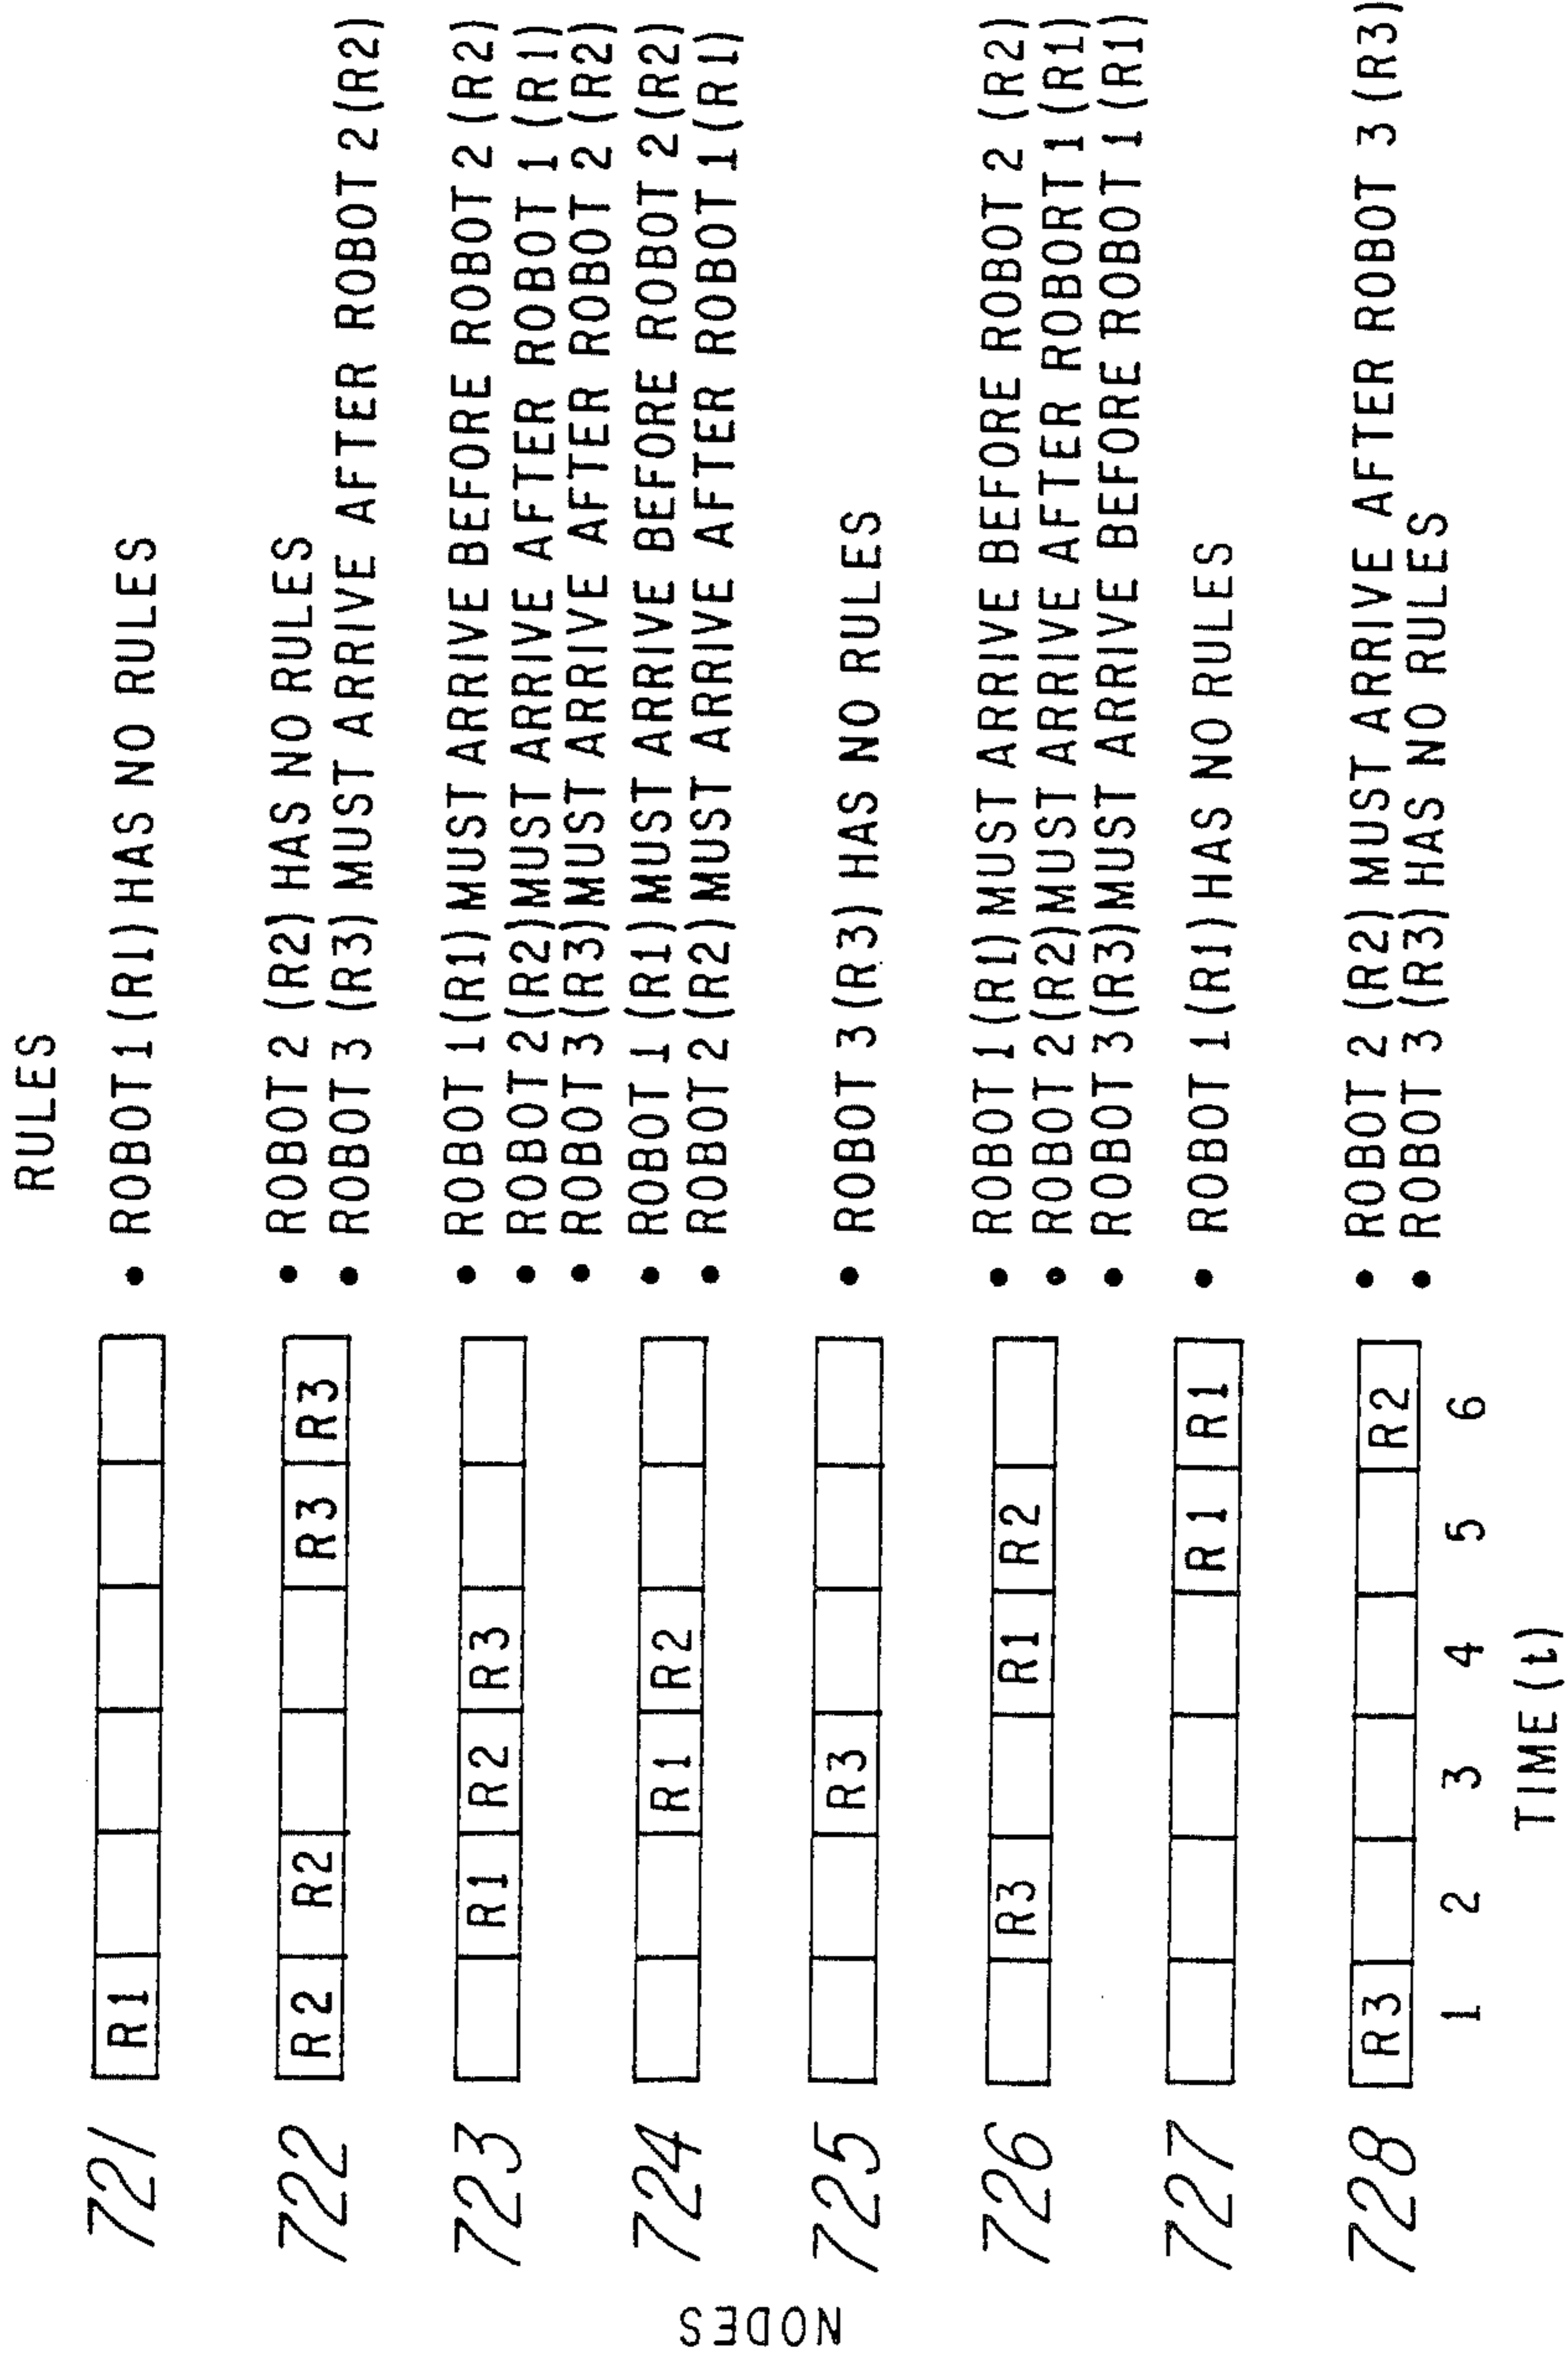 RULES
721 R1 • ROBOT 1 (R1) HAS NO RULES
722 R2 R2 R3 R3 • ROBOT 2 (R2) HAS NO RULES
• ROBOT 3 (R3) MUST ARRIVE AFTER ROBOT 2 (R2)
723 R1 R2 R3 • ROBOT 1 (R1) MUST ARRIVE BEFORE ROBOT 2 (R2)
• ROBOT 2 (R2) MUST ARRIVE AFTER ROBOT 1 (R1)
• ROBOT 3 (R3) MUST ARRIVE AFTER ROBOT 2 (R2)
724 R1 R2 • ROBOT 1 (R1) MUST ARRIVE BEFORE ROBOT 2 (R2)
• ROBOT 2 (R2) MUST ARRIVE AFTER ROBOT 1 (R1)
725 R3 • ROBOT 3 (R3) HAS NO RULES
726 R3 R1 R2 • ROBOT 1 (R1) MUST ARRIVE BEFORE ROBOT 2 (R2)
• ROBOT 2 (R2) MUST ARRIVE AFTER ROBORT 1 (R1)
• ROBOT 3 (R3) MUST ARRIVE BEFORE ROBOT 1 (R1)
727 R1 R1 • ROBOT 1 (R1) HAS NO RULES
728 R3 R2 • ROBOT 2 (R2) MUST ARRIVE AFTER ROBOT 3 (R3)
• ROBOT 3 (R3) HAS NO RULES
1 2 3 4 5 6
TIME (t)
NODES